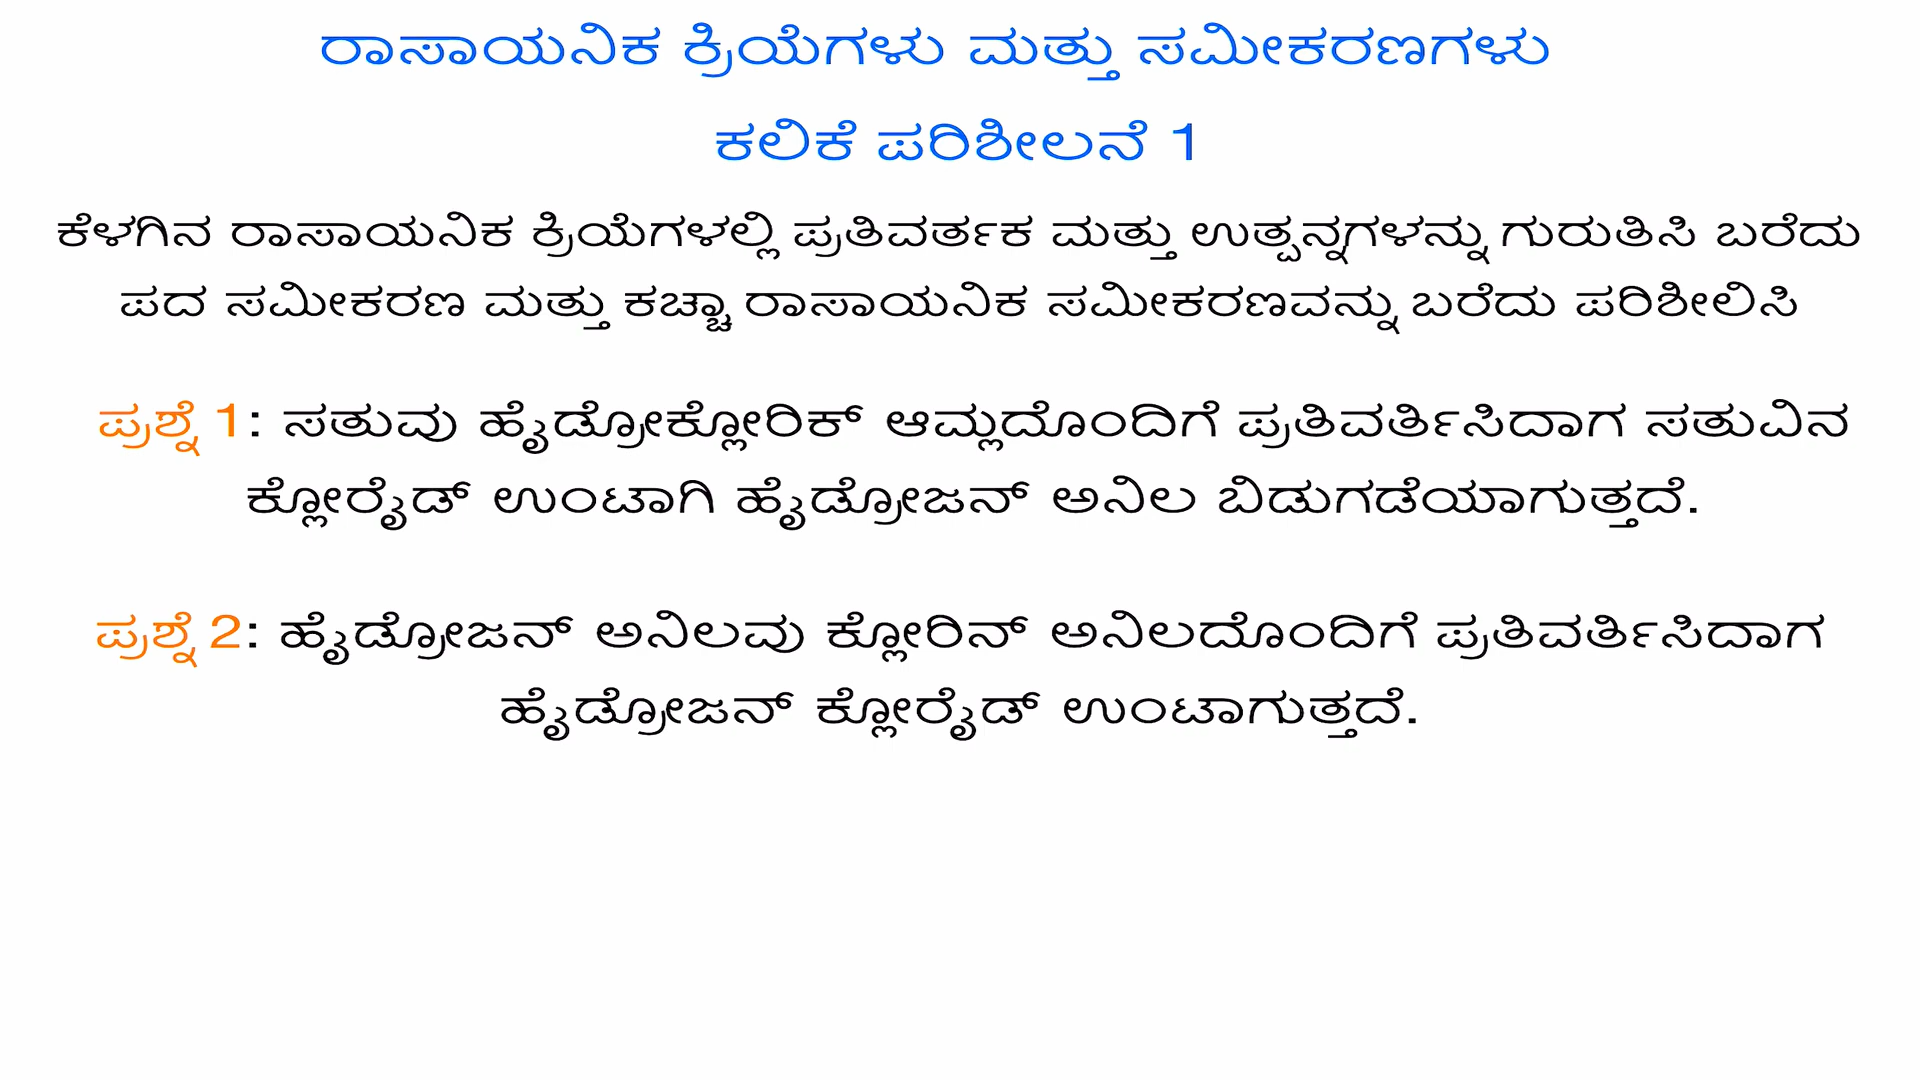 ರಾಸಾಯನಿಕ ಕ್ರಿಯೆಗಳು ಮತ್ತು ಸಮೀಕರಣಗಳು
ಕಲಿಕೆ ಪರಿಶೀಲನೆ 1
ಕೆಳಗಿನ ರಾಸಾಯನಿಕ ಕ್ರಿಯೆಗಳಲ್ಲಿ ಪ್ರತಿವರ್ತಕ ಮತ್ತು ಉತ್ಪನ್ನಗಳನ್ನು ಗುರುತಿಸಿ ಬರೆದು
ಪದ ಸಮೀಕರಣ ಮತ್ತು ಕಚ್ಚಾ ರಾಸಾಯನಿಕ ಸಮೀಕರಣವನ್ನು ಬರೆದು ಪರಿಶೀಲಿಸಿ
ಪ್ರಶ್ನೆ 1: ಸತುವು ಹೈಡ್ರೋಕ್ಲೋರಿಕ್ ಆಮ್ಲದೊಂದಿಗೆ ಪ್ರತಿವರ್ತಿಸಿದಾಗ ಸತುವಿನ
ಕ್ಲೋರೈಡ್ ಉಂಟಾಗಿ ಹೈಡ್ರೋಜನ್ ಅನಿಲ ಬಿಡುಗಡೆಯಾಗುತ್ತದೆ.
ಪ್ರಶ್ನೆ 2: ಹೈಡ್ರೋಜನ್ ಅನಿಲವು ಕ್ಲೋರಿನ್ ಅನಿಲದೊಂದಿಗೆ ಪ್ರತಿವರ್ತಿಸಿದಾಗ
ಹೈಡ್ರೋಜನ್ ಕ್ಲೋರೈಡ್ ಉಂಟಾಗುತ್ತದೆ.